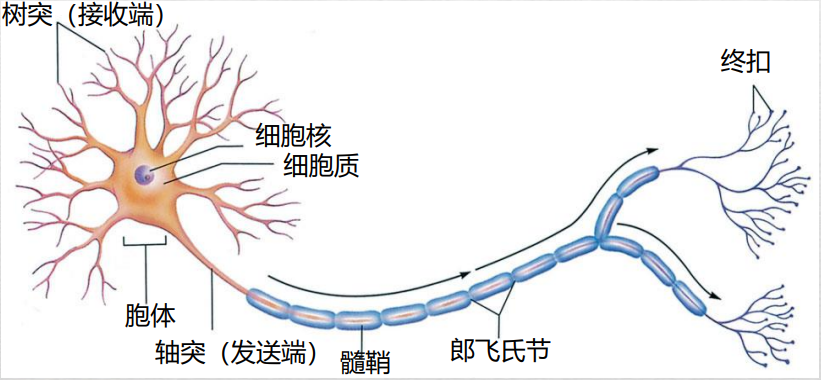 树突（接收端）
终扣
细胞核
细胞质
胞体
轴突（发送端）
髓鞘
郎飞氏节